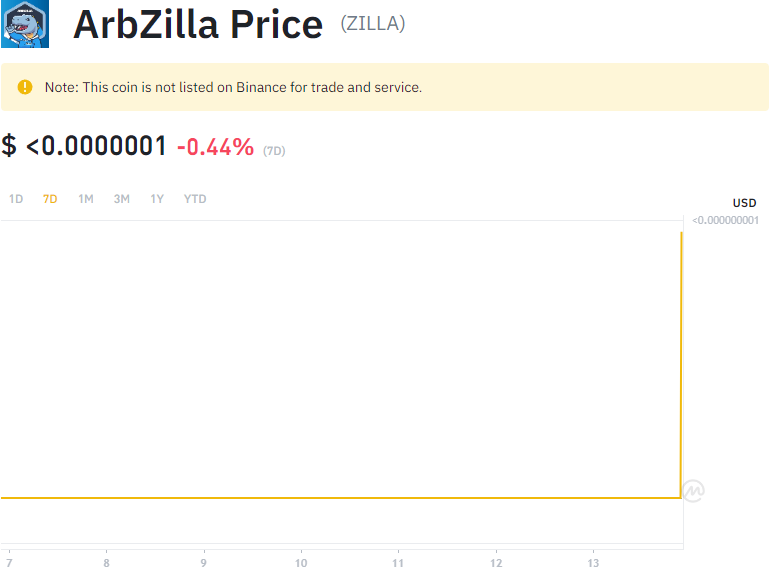 ArbZilla Price (ZILLA)
Note: This coin is not listed on Binance for trade and service.
$ <0.0000001 -0.44% (7D)
1D 7D 1M 3M 1Y YTD
USD
<0.000000001
7 8 9 10 11 12 13